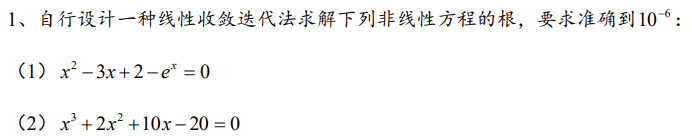 1、自行设计一种线性收敛迭代法求解下列非线性方程的根，要求准确到10⁻⁶：
（1） x² − 3x + 2 − eˣ = 0
（2） x³ + 2x² + 10x − 20 = 0